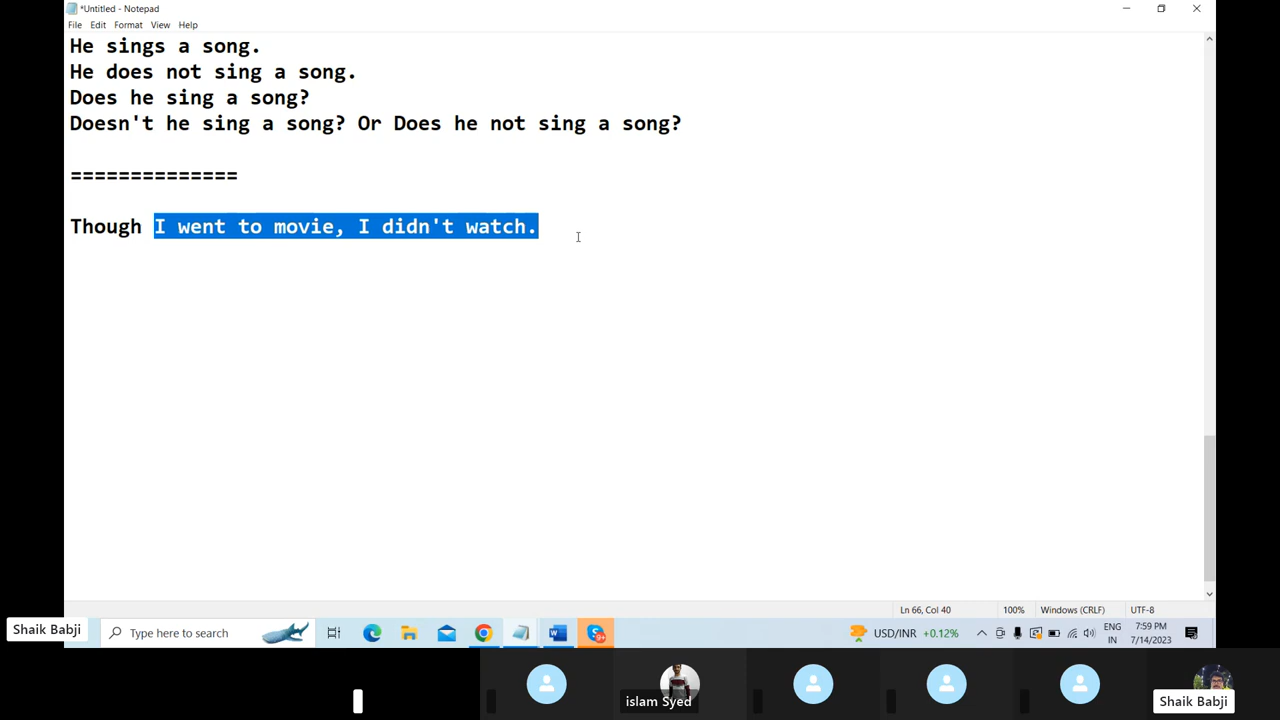 *Untitled - Notepad
File Edit Format View Help
He sings a song.
He does not sing a song.
Does he sing a song?
Doesn't he sing a song? Or Does he not sing a song?
==============
Though I went to movie, I didn't watch.
Ln 66, Col 40 100% Windows (CRLF) UTF-8
Shaik Babji
Type here to search
USD/INR +0.12%
ENG
IN
7:59 PM
7/14/2023
islam Syed
Shaik Babji